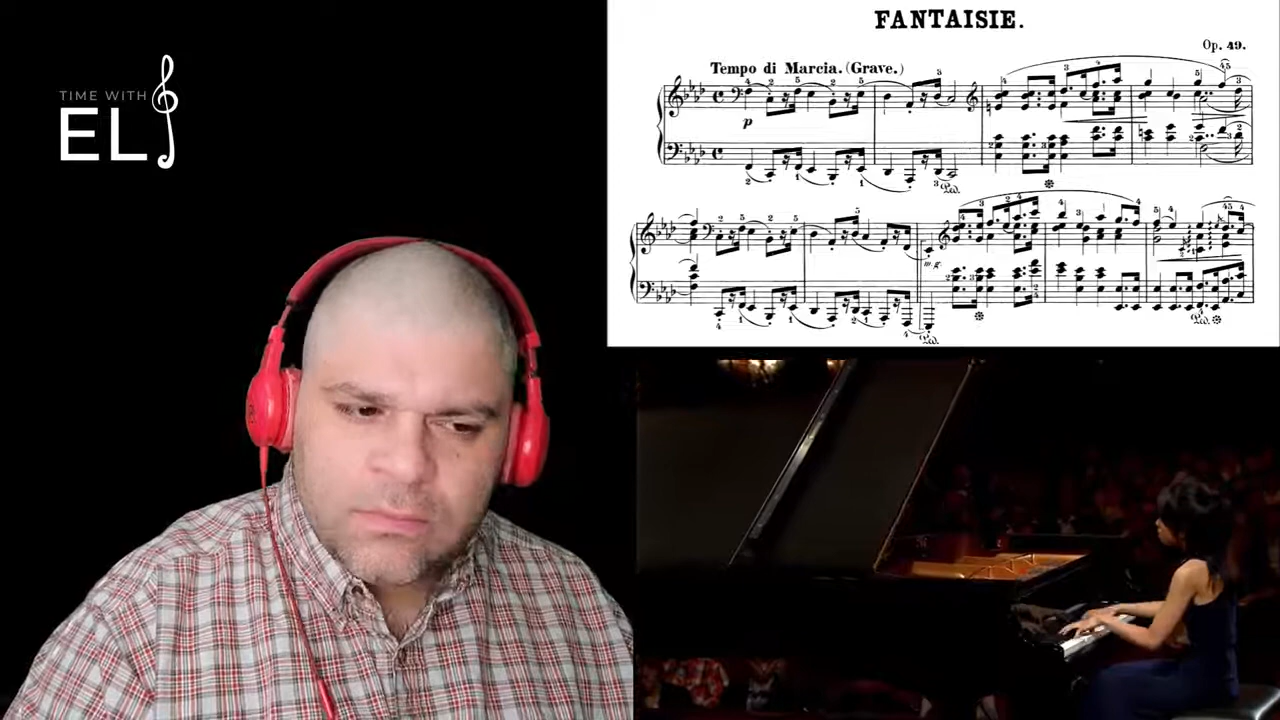 TIME WITH
ELI
FANTAISIE.
Op. 49.
Tempo di Marcia. (Grave.)
p
m.g.